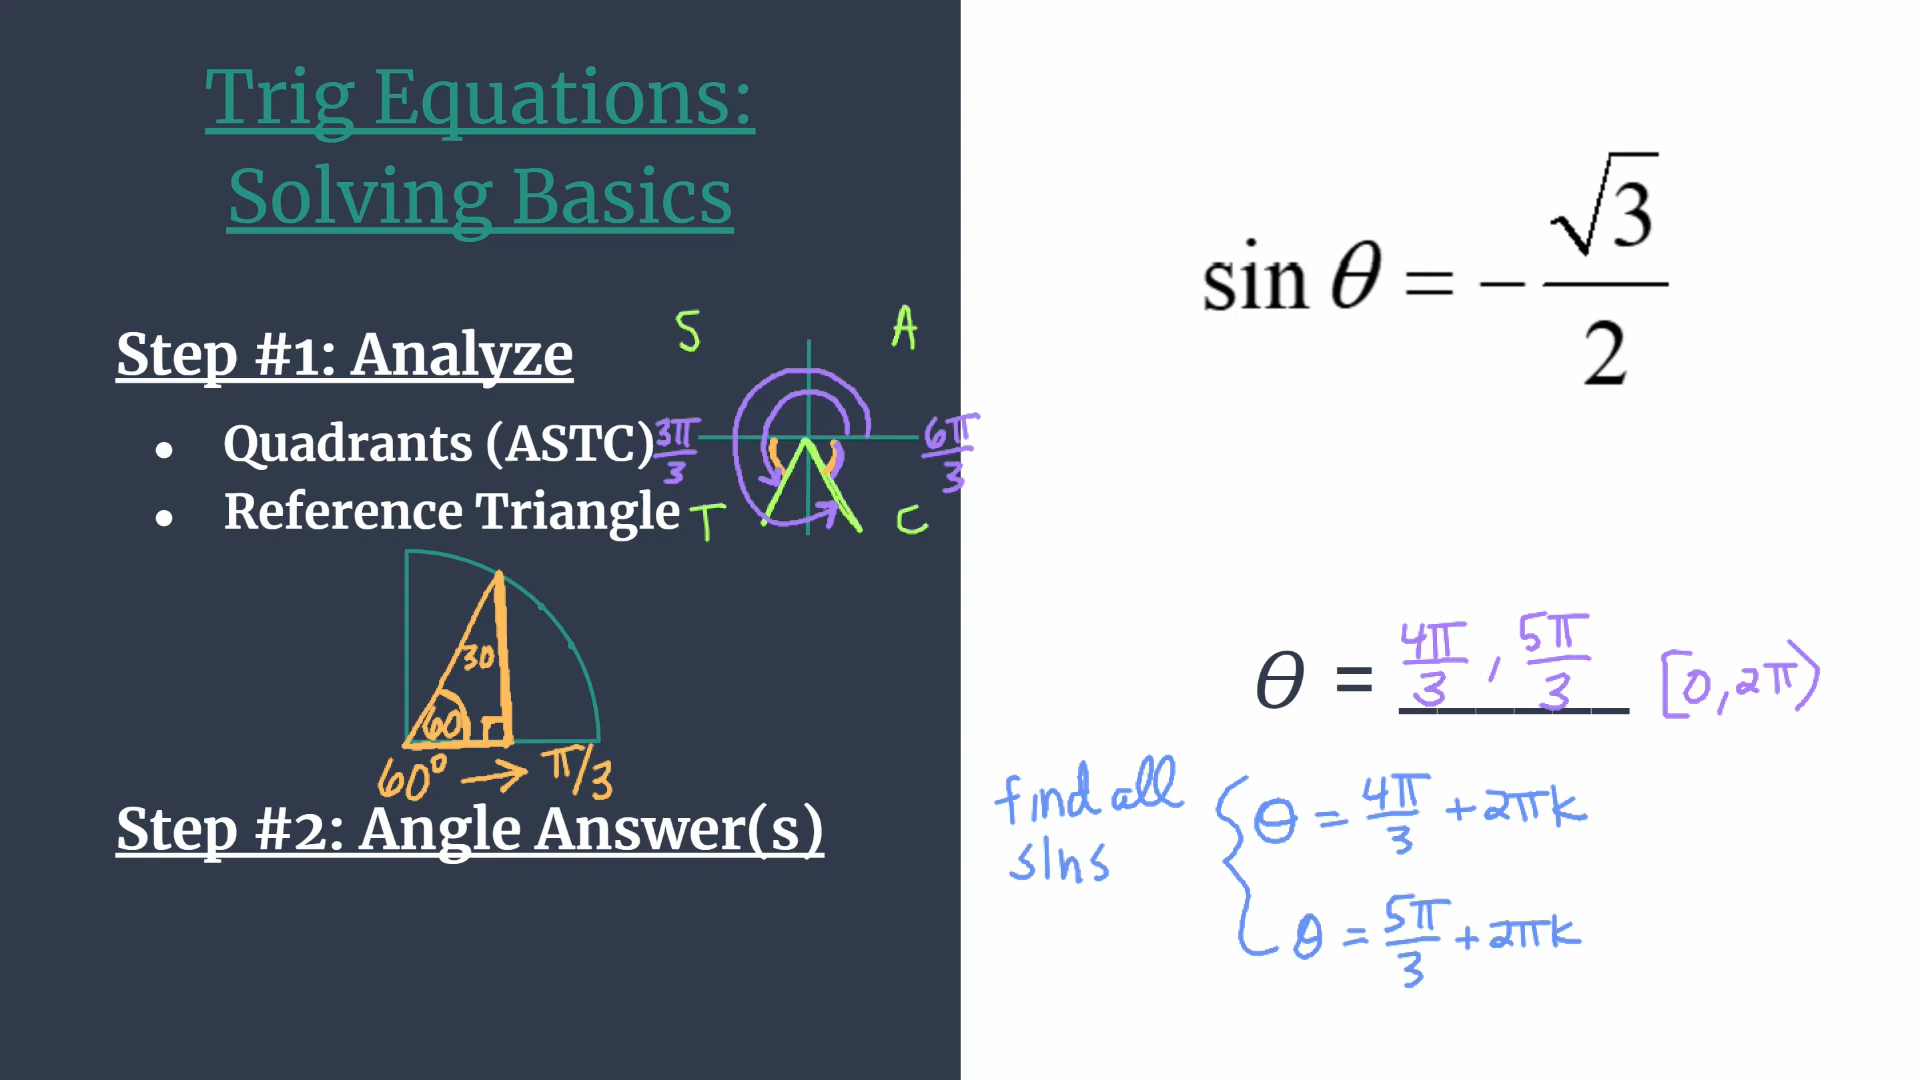 Trig Equations:
Solving Basics
Step #1: Analyze
S A
• Quadrants (ASTC)
3π/3 6π/3
• Reference Triangle
T C
30
60
60° → π/3
Step #2: Angle Answer(s)
sin θ = -√3/2
θ = 4π/3, 5π/3 [0, 2π)
find all
slns
θ = 4π/3 + 2πk
θ = 5π/3 + 2πk